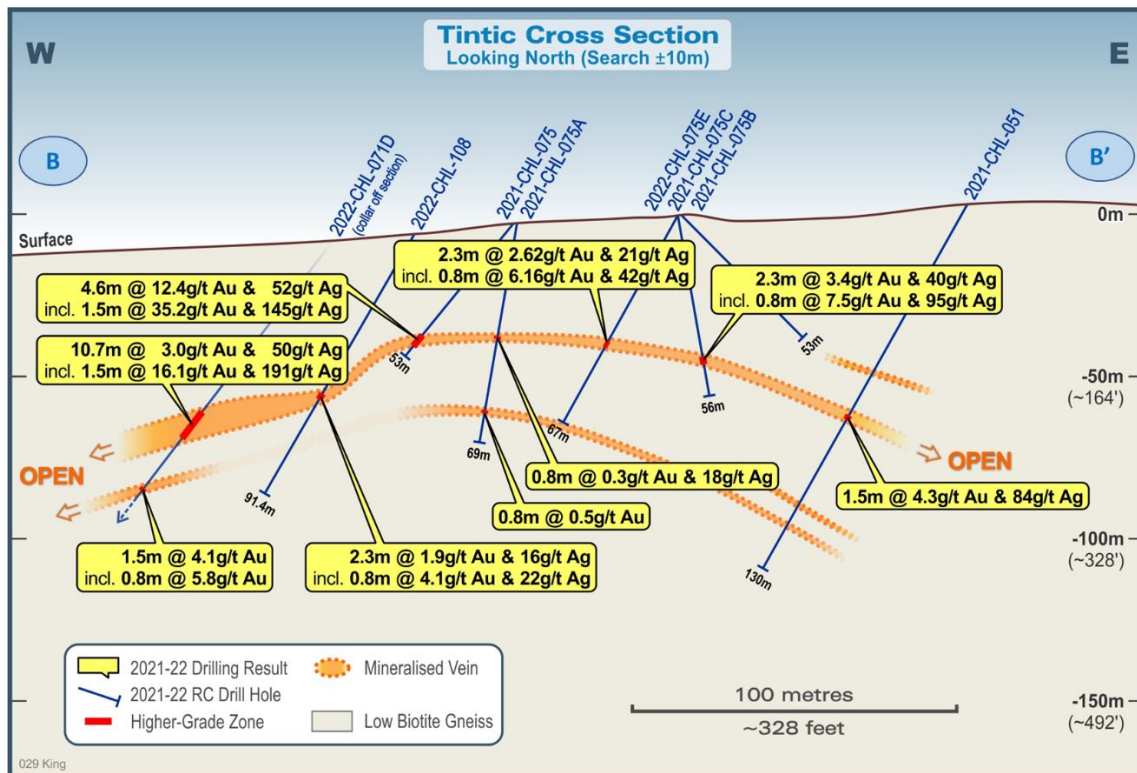 Tintic Cross Section
Looking North (Search ±10m)
W
E
B
B'
2022-CHL-071D
(collar off section)
2022-CHL-108
2021-CHL-075
2021-CHL-075A
2022-CHL-075E
2021-CHL-075C
2021-CHL-075B
2021-CHL-051
Surface
0m
-50m
(~164')
-100m
(~328')
-150m
(~492')
4.6m @ 12.4g/t Au & 52g/t Ag
incl. 1.5m @ 35.2g/t Au & 145g/t Ag
10.7m @ 3.0g/t Au & 50g/t Ag
incl. 1.5m @ 16.1g/t Au & 191g/t Ag
2.3m @ 2.62g/t Au & 21g/t Ag
incl. 0.8m @ 6.16g/t Au & 42g/t Ag
2.3m @ 3.4g/t Au & 40g/t Ag
incl. 0.8m @ 7.5g/t Au & 95g/t Ag
53m
53m
56m
67m
69m
91.4m
130m
OPEN
OPEN
0.8m @ 0.3g/t Au & 18g/t Ag
0.8m @ 0.5g/t Au
1.5m @ 4.3g/t Au & 84g/t Ag
1.5m @ 4.1g/t Au
incl. 0.8m @ 5.8g/t Au
2.3m @ 1.9g/t Au & 16g/t Ag
incl. 0.8m @ 4.1g/t Au & 22g/t Ag
2021-22 Drilling Result
2021-22 RC Drill Hole
Higher-Grade Zone
Mineralised Vein
Low Biotite Gneiss
100 metres
~328 feet
029 King